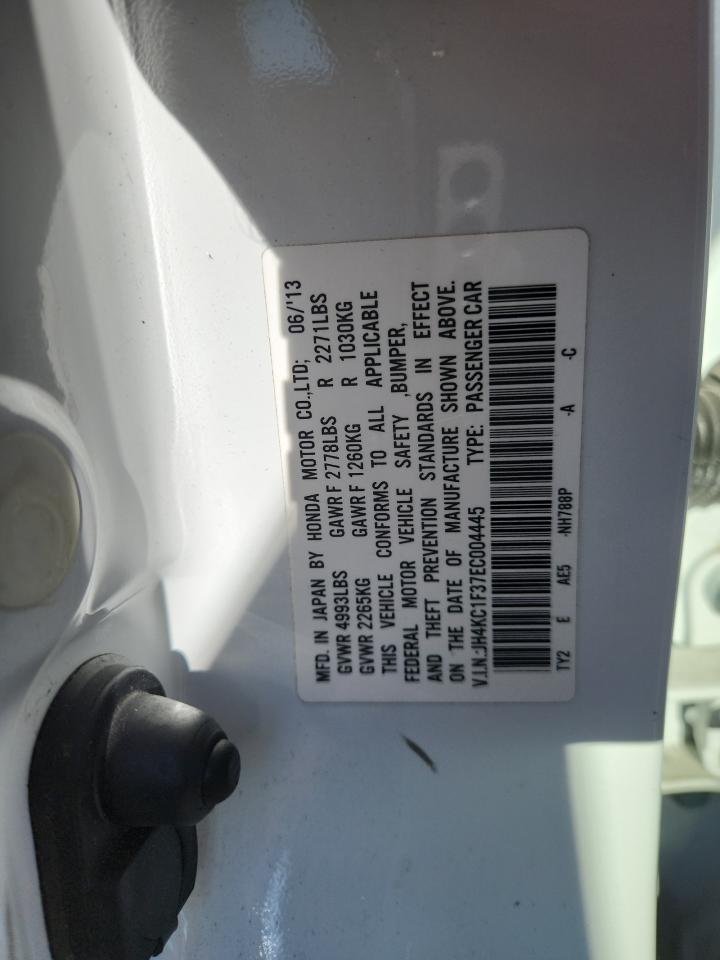 MFD. IN JAPAN BY HONDA MOTOR CO.,LTD; 06/'13
GVWR 4993LBS GAWR F 2778LBS R 2271LBS
GVWR 2265KG GAWR F 1260KG R 1030KG
THIS VEHICLE CONFORMS TO ALL APPLICABLE
FEDERAL MOTOR VEHICLE SAFETY ,BUMPER,
AND THEFT PREVENTION STANDARDS IN EFFECT
ON THE DATE OF MANUFACTURE SHOWN ABOVE.
V.I.N.:JH4KC1F37EC004445 TYPE: PASSENGER CAR
TY2 E AE5 -NH788P -A -C